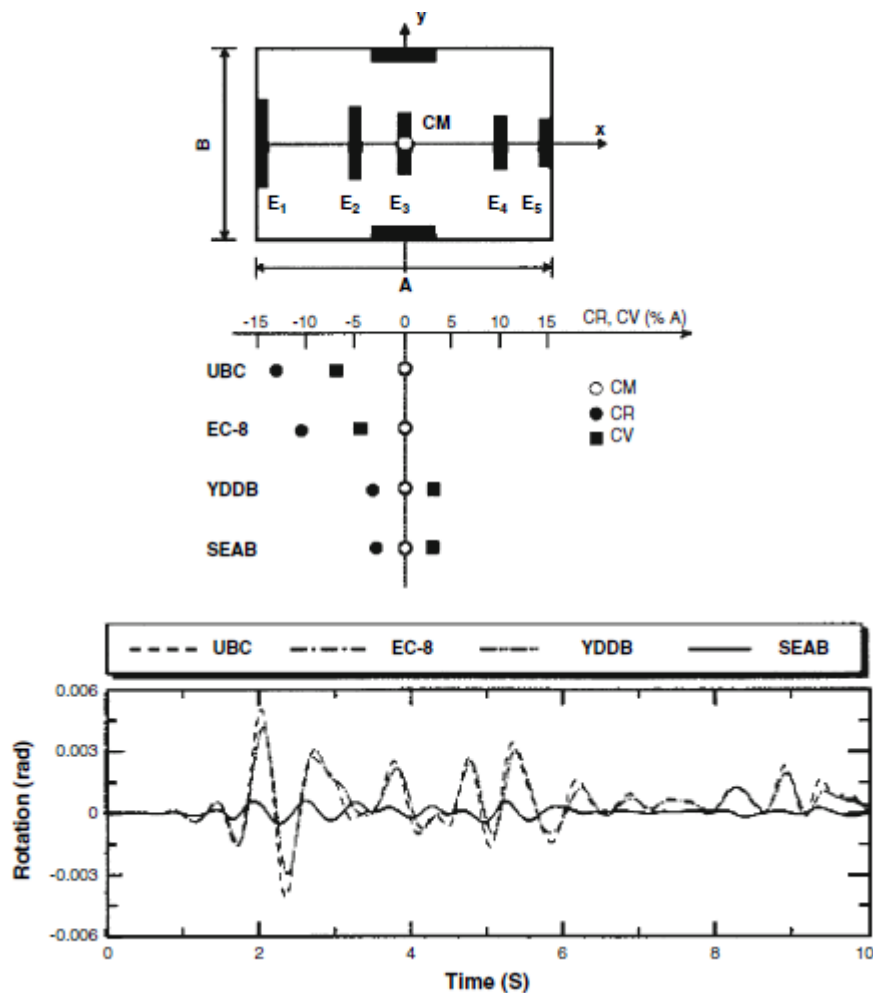 y
CM
x
B
E1 E2 E3 E4 E5
A
-15 -10 -5 0 5 10 15 CR, CV (% A)
UBC
CM
CR
EC-8
CV
YDDB
SEAB
UBC EC-8 YDDB SEAB
0.006
0.003
0
-0.003
-0.006
Rotation (rad)
0 2 4 6 8 10
Time (S)